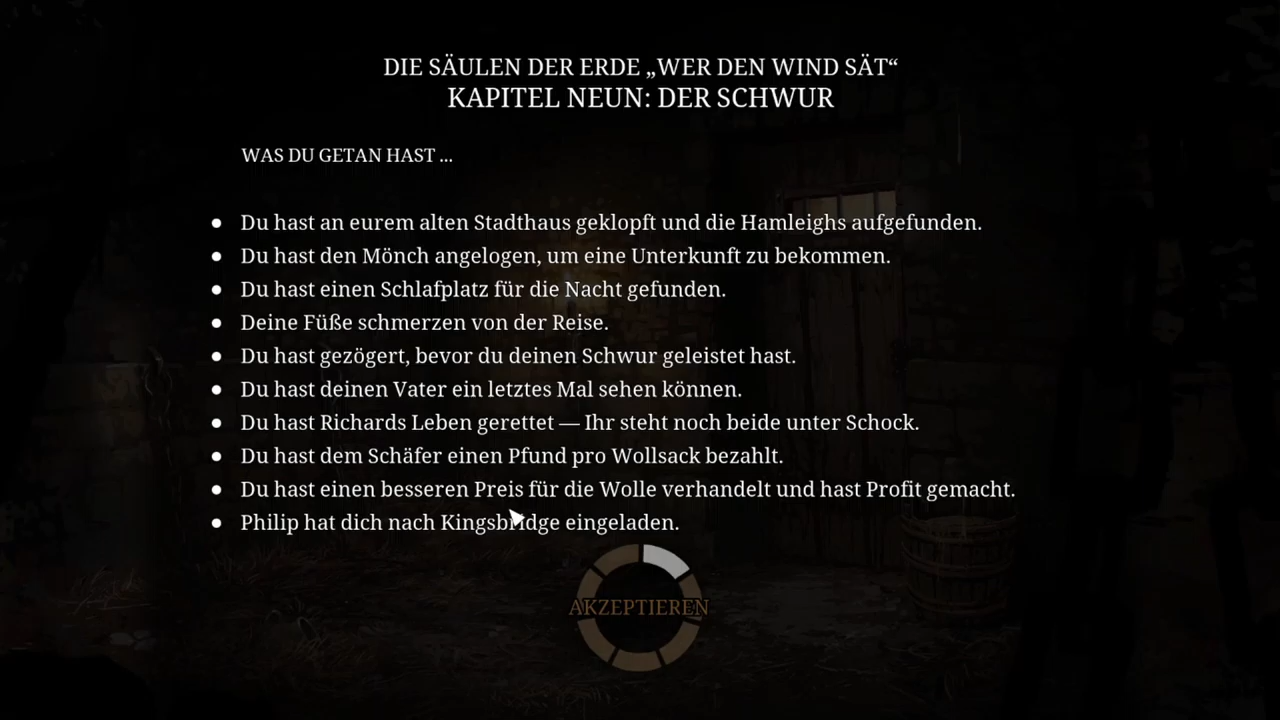 DIE SÄULEN DER ERDE „WER DEN WIND SÄT“
KAPITEL NEUN: DER SCHWUR
WAS DU GETAN HAST ...
● Du hast an eurem alten Stadthaus geklopft und die Hamleighs aufgefunden.
● Du hast den Mönch angelogen, um eine Unterkunft zu bekommen.
● Du hast einen Schlafplatz für die Nacht gefunden.
● Deine Füße schmerzen von der Reise.
● Du hast gezögert, bevor du deinen Schwur geleistet hast.
● Du hast deinen Vater ein letztes Mal sehen können.
● Du hast Richards Leben gerettet — Ihr steht noch beide unter Schock.
● Du hast dem Schäfer einen Pfund pro Wollsack bezahlt.
● Du hast einen besseren Preis für die Wolle verhandelt und hast Profit gemacht.
● Philip hat dich nach Kingsbridge eingeladen.
AKZEPTIEREN